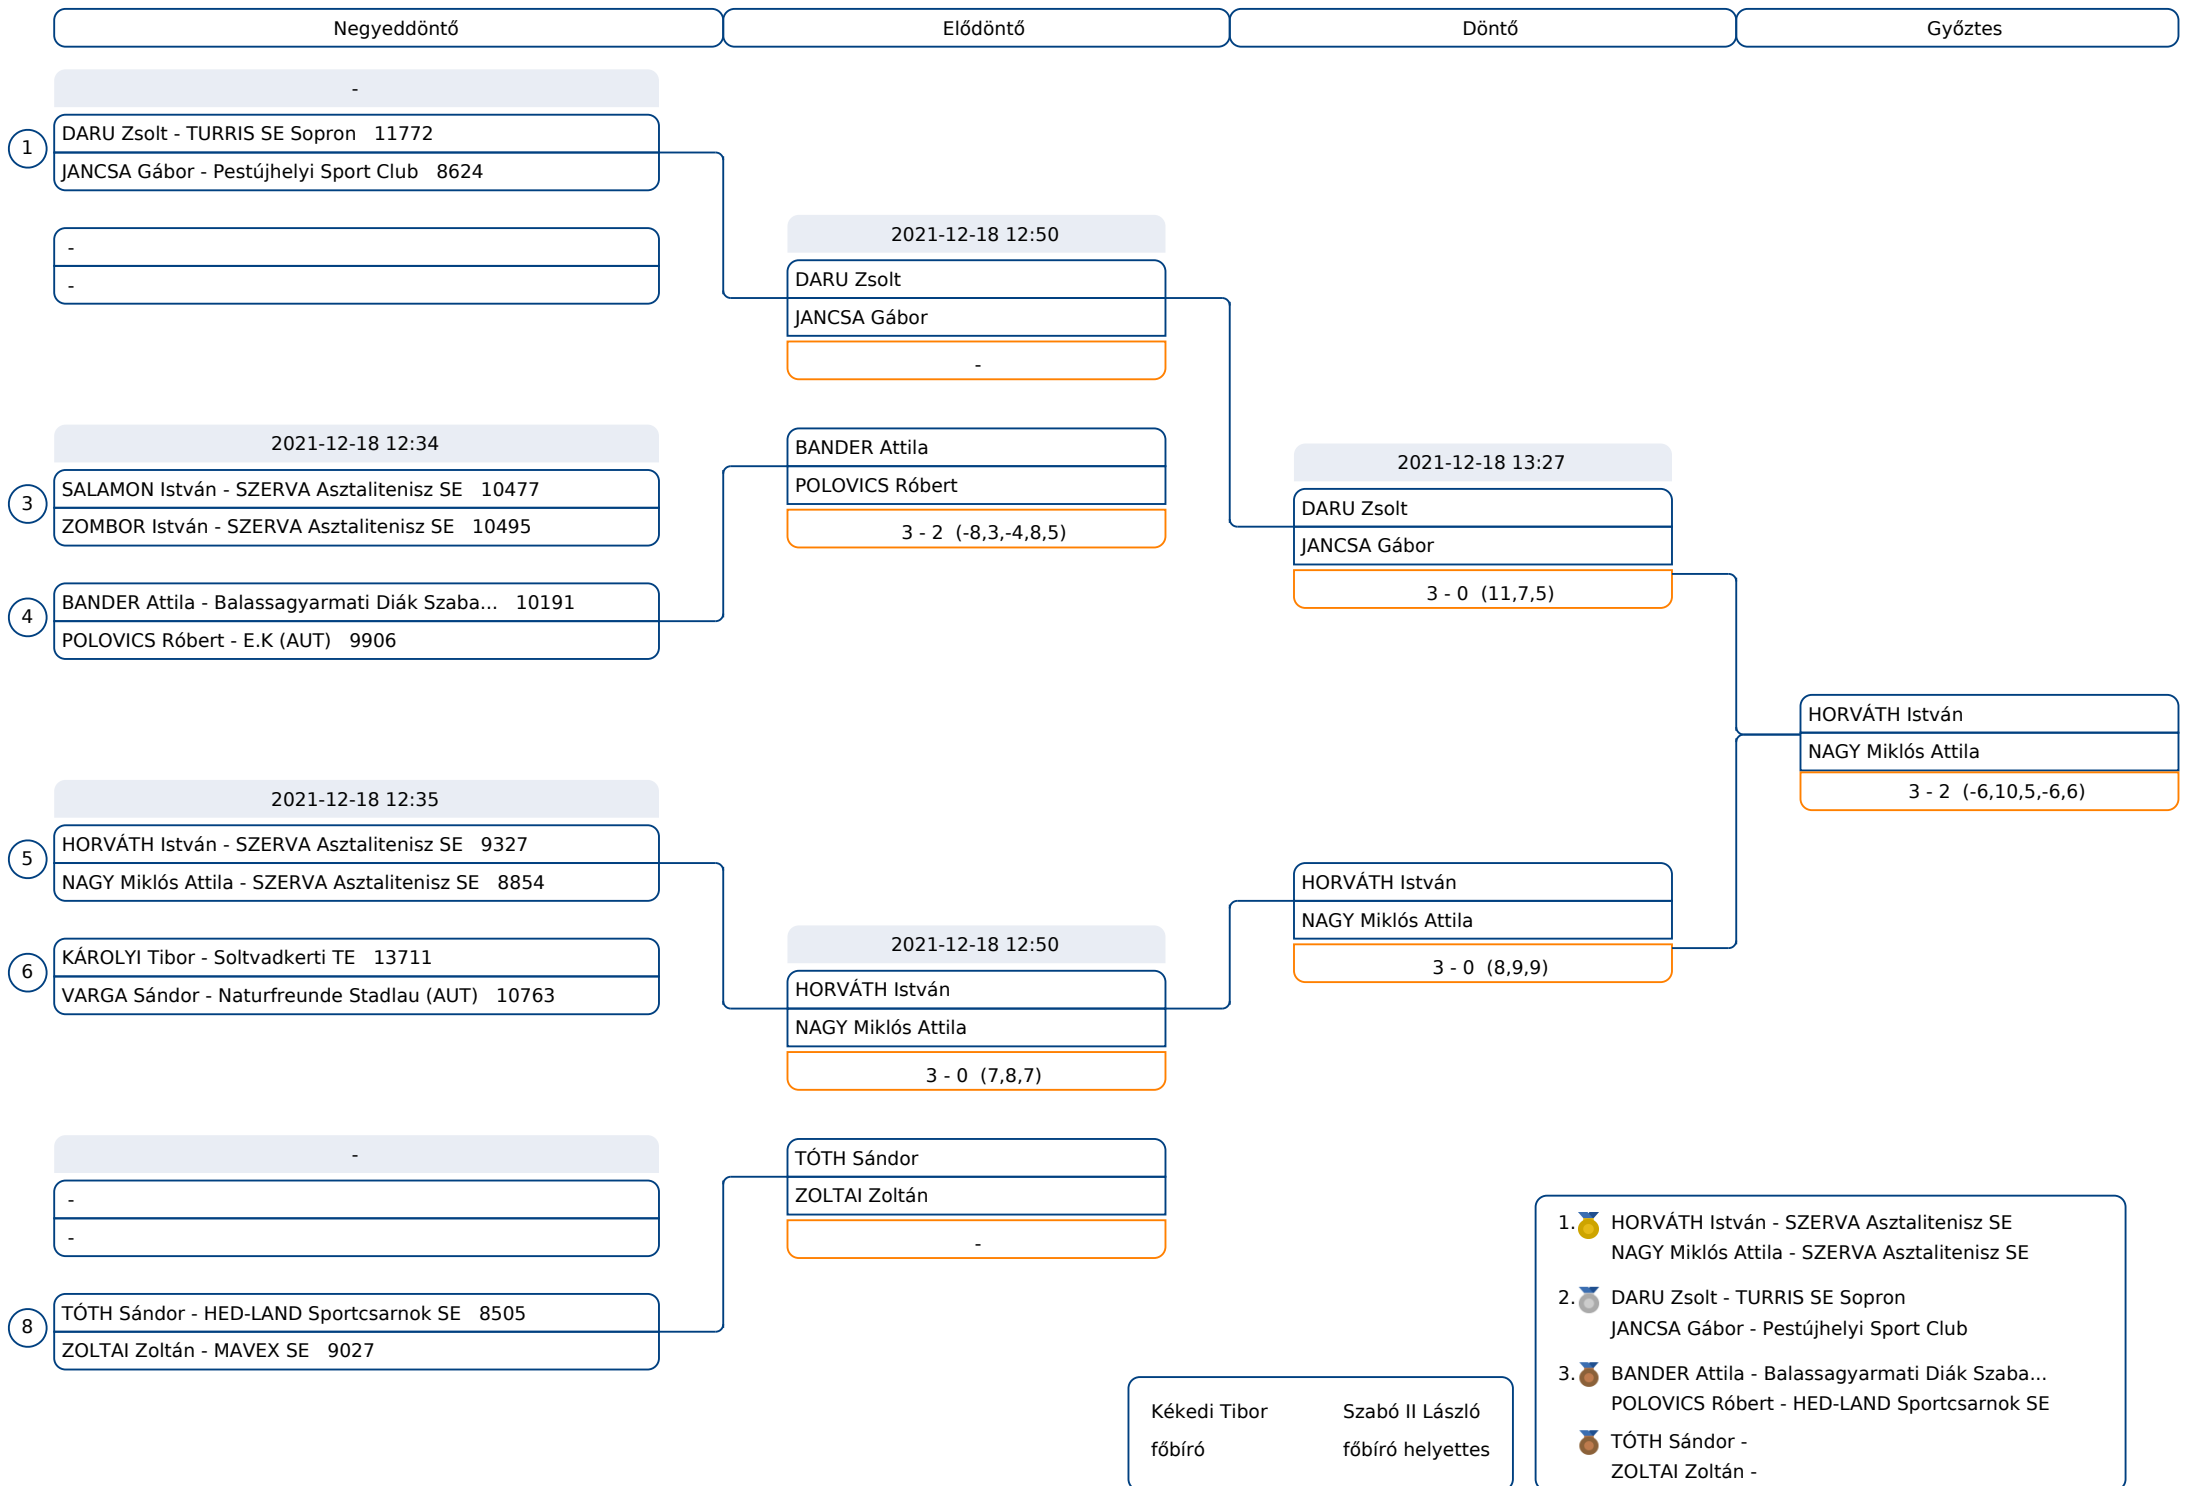 Negyeddöntő
Elődöntő
Döntő
Győztes
-
1
DARU Zsolt - TURRIS SE Sopron 11772
JANCSA Gábor - Pestújhelyi Sport Club 8624
-
-
2021-12-18 12:34
3
SALAMON István - SZERVA Asztalitenisz SE 10477
ZOMBOR István - SZERVA Asztalitenisz SE 10495
4
BANDER Attila - Balassagyarmati Diák Szaba... 10191
POLOVICS Róbert - E.K (AUT) 9906
2021-12-18 12:35
5
HORVÁTH István - SZERVA Asztalitenisz SE 9327
NAGY Miklós Attila - SZERVA Asztalitenisz SE 8854
6
KÁROLYI Tibor - Soltvadkerti TE 13711
VARGA Sándor - Naturfreunde Stadlau (AUT) 10763
-
-
-
8
TÓTH Sándor - HED-LAND Sportcsarnok SE 8505
ZOLTAI Zoltán - MAVEX SE 9027
2021-12-18 12:50
DARU Zsolt
JANCSA Gábor
-
BANDER Attila
POLOVICS Róbert
3 - 2 (-8,3,-4,8,5)
2021-12-18 12:50
HORVÁTH István
NAGY Miklós Attila
3 - 0 (7,8,7)
TÓTH Sándor
ZOLTAI Zoltán
-
2021-12-18 13:27
DARU Zsolt
JANCSA Gábor
3 - 0 (11,7,5)
HORVÁTH István
NAGY Miklós Attila
3 - 0 (8,9,9)
HORVÁTH István
NAGY Miklós Attila
3 - 2 (-6,10,5,-6,6)
Kékedi Tibor
főbíró
Szabó II László
főbíró helyettes
1. HORVÁTH István - SZERVA Asztalitenisz SE
NAGY Miklós Attila - SZERVA Asztalitenisz SE
2. DARU Zsolt - TURRIS SE Sopron
JANCSA Gábor - Pestújhelyi Sport Club
3. BANDER Attila - Balassagyarmati Diák Szaba...
POLOVICS Róbert - HED-LAND Sportcsarnok SE
TÓTH Sándor -
ZOLTAI Zoltán -